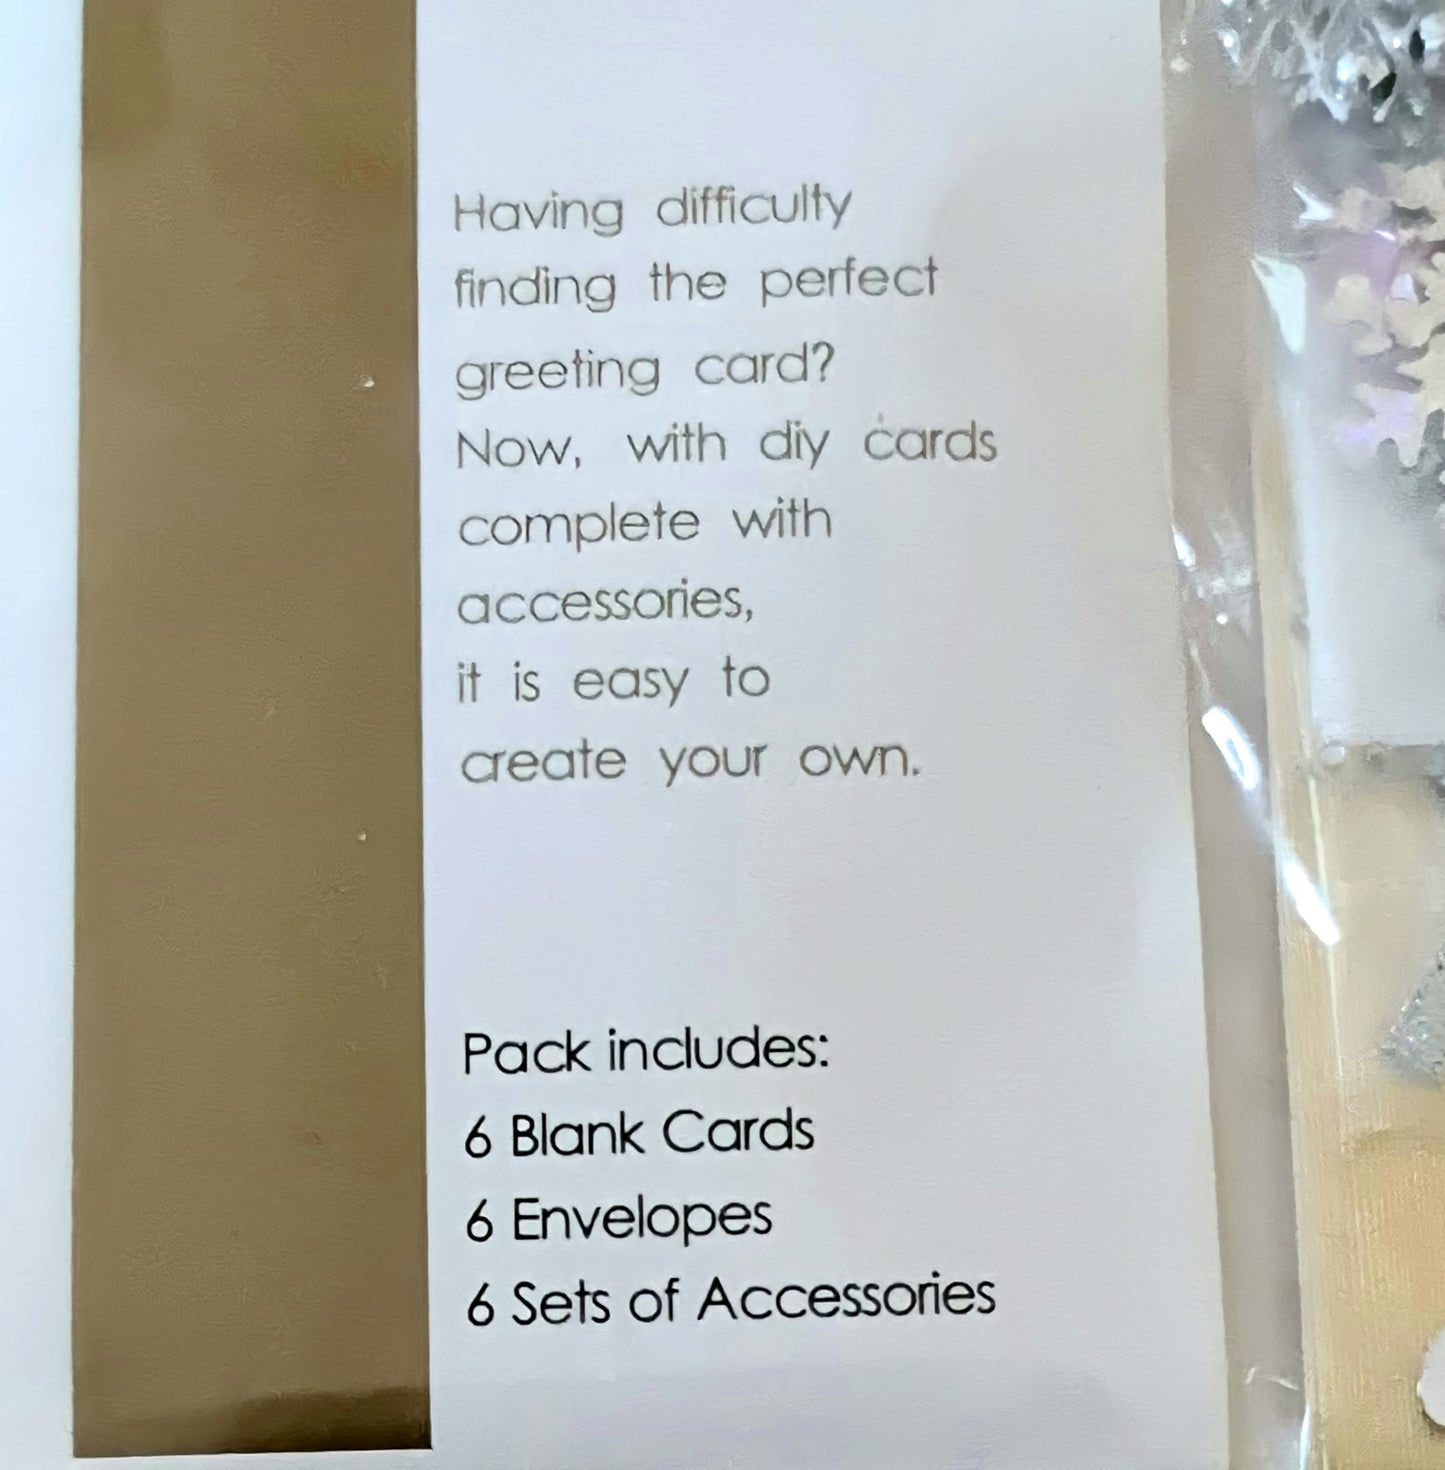 Having difficulty
finding the perfect
greeting card?
Now, with diy cards
complete with
accessories,
it is easy to
create your own.
Pack includes:
6 Blank Cards
6 Envelopes
6 Sets of Accessories